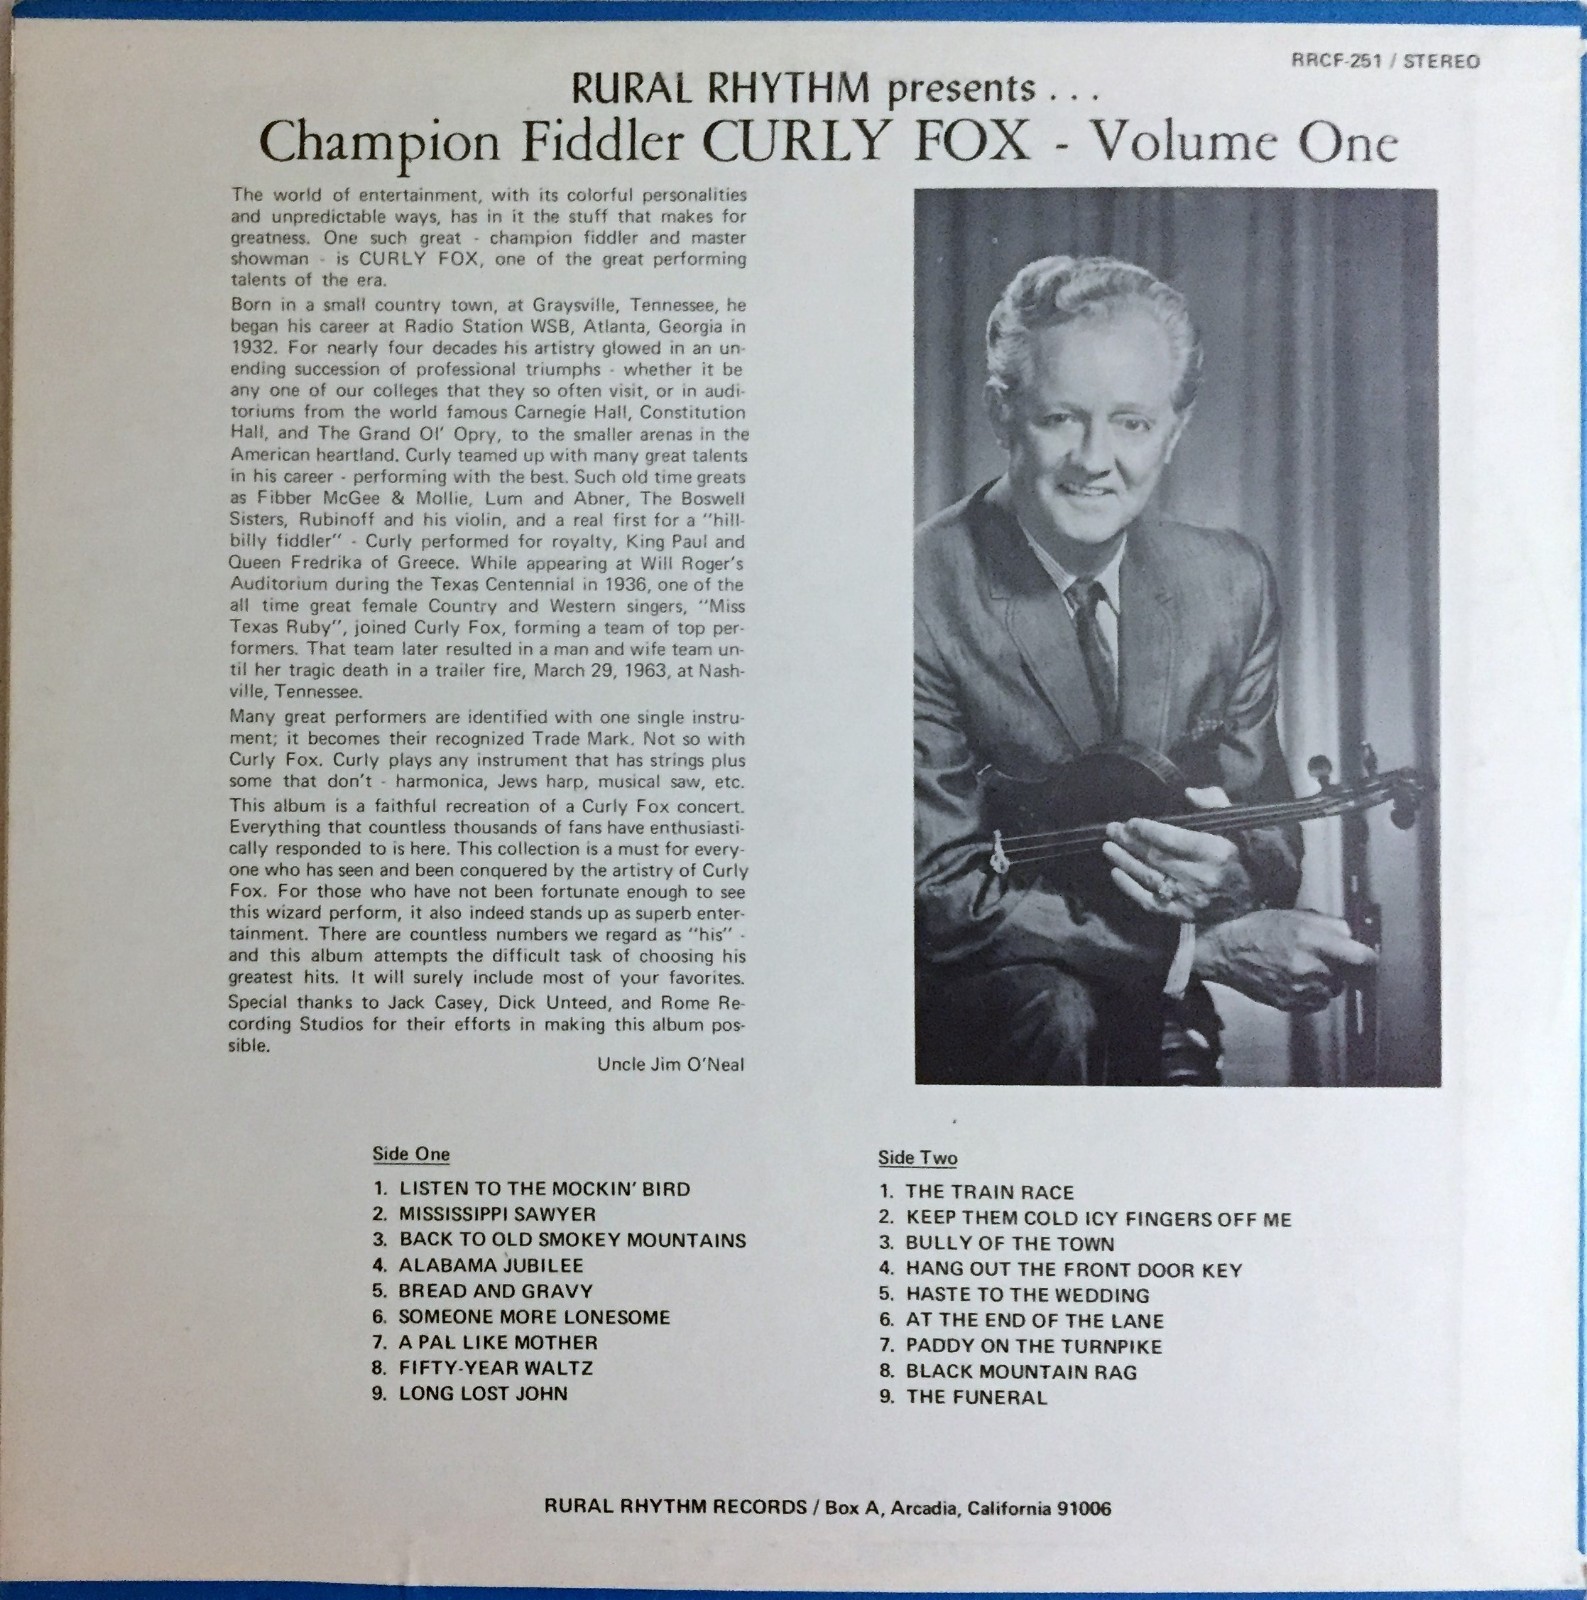 RRCF-251 / STEREO
RURAL RHYTHM presents . . .
Champion Fiddler CURLY FOX - Volume One
The world of entertainment, with its colorful personalities
and unpredictable ways, has in it the stuff that makes for
greatness. One such great - champion fiddler and master
showman - is CURLY FOX, one of the great performing
talents of the era.
Born in a small country town, at Graysville, Tennessee, he
began his career at Radio Station WSB, Atlanta, Georgia in
1932. For nearly four decades his artistry glowed in an un-
ending succession of professional triumphs - whether it be
any one of our colleges that they so often visit, or in audi-
toriums from the world famous Carnegie Hall, Constitution
Hall, and The Grand Ol' Opry, to the smaller arenas in the
American heartland. Curly teamed up with many great talents
in his career - performing with the best. Such old time greats
as Fibber McGee & Mollie, Lum and Abner, The Boswell
Sisters, Rubinoff and his violin, and a real first for a "hill-
billy fiddler" - Curly performed for royalty, King Paul and
Queen Fredrika of Greece. While appearing at Will Roger's
Auditorium during the Texas Centennial in 1936, one of the
all time great female Country and Western singers, "Miss
Texas Ruby", joined Curly Fox, forming a team of top per-
formers. That team later resulted in a man and wife team un-
til her tragic death in a trailer fire, March 29, 1963, at Nash-
ville, Tennessee.
Many great performers are identified with one single instru-
ment; it becomes their recognized Trade Mark. Not so with
Curly Fox. Curly plays any instrument that has strings plus
some that don't - harmonica, Jews harp, musical saw, etc.
This album is a faithful recreation of a Curly Fox concert.
Everything that countless thousands of fans have enthusiasti-
cally responded to is here. This collection is a must for every-
one who has seen and been conquered by the artistry of Curly
Fox. For those who have not been fortunate enough to see
this wizard perform, it also indeed stands up as superb enter-
tainment. There are countless numbers we regard as "his" -
and this album attempts the difficult task of choosing his
greatest hits. It will surely include most of your favorites.
Special thanks to Jack Casey, Dick Unteed, and Rome Re-
cording Studios for their efforts in making this album pos-
sible.
Uncle Jim O'Neal
Side One
1. LISTEN TO THE MOCKIN' BIRD
2. MISSISSIPPI SAWYER
3. BACK TO OLD SMOKEY MOUNTAINS
4. ALABAMA JUBILEE
5. BREAD AND GRAVY
6. SOMEONE MORE LONESOME
7. A PAL LIKE MOTHER
8. FIFTY-YEAR WALTZ
9. LONG LOST JOHN
Side Two
1. THE TRAIN RACE
2. KEEP THEM COLD ICY FINGERS OFF ME
3. BULLY OF THE TOWN
4. HANG OUT THE FRONT DOOR KEY
5. HASTE TO THE WEDDING
6. AT THE END OF THE LANE
7. PADDY ON THE TURNPIKE
8. BLACK MOUNTAIN RAG
9. THE FUNERAL
RURAL RHYTHM RECORDS / Box A, Arcadia, California 91006